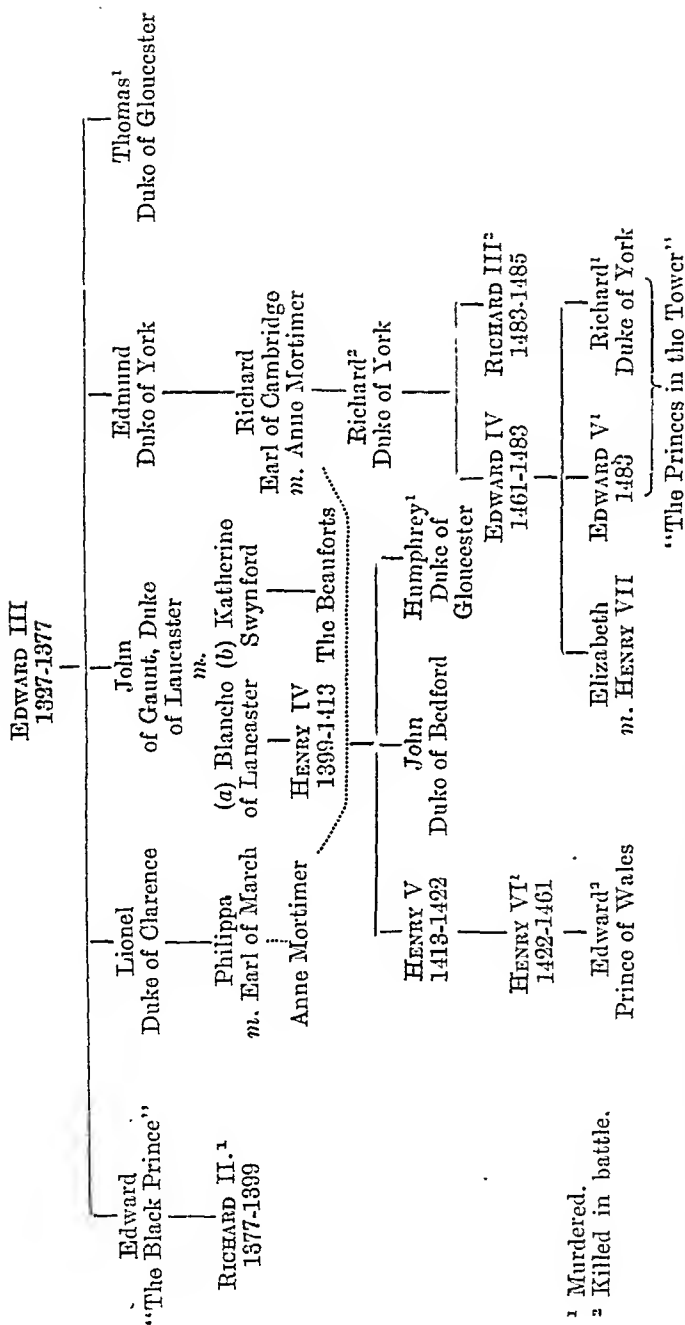 EDWARD III
1327-1377
Edward
"The Black Prince"
RICHARD II.¹
1377-1399
Lionel
Duke of Clarence
Philippa
m. Earl of March
Anne Mortimer
John
of Gaunt, Duke
of Lancaster
m.
(a) Blanche (b) Katherine
of Lancaster Swynford
HENRY IV The Beauforts
1399-1413
Edmund
Duke of York
Richard
Earl of Cambridge
m. Anne Mortimer
Richard²
Duke of York
Thomas¹
Duke of Gloucester
HENRY V
1413-1422
John
Duke of Bedford
Humphrey¹
Duke of
Gloucester
HENRY VI¹
1422-1461
Edward²
Prince of Wales
EDWARD IV
1461-1483
RICHARD III²
1483-1485
Elizabeth
m. HENRY VII
EDWARD V¹
1483
Richard¹
Duke of York
"The Princes in the Tower"
¹ Murdered.
² Killed in battle.